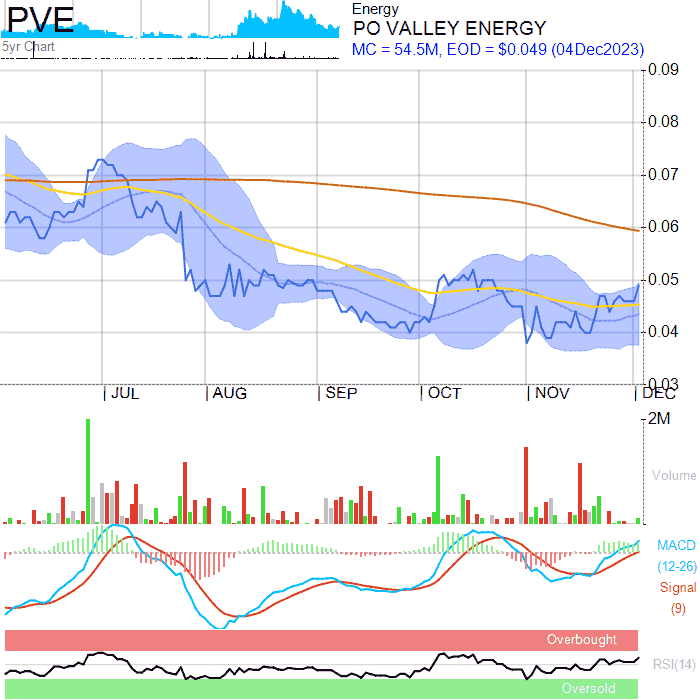 PVE
5yr Chart
Energy
PO VALLEY ENERGY
MC = 54.5M, EOD = $0.049 (04Dec2023)
0.09
0.08
0.07
0.06
0.05
0.04
0.03
JUL AUG SEP OCT NOV DEC
2M
Volume
MACD
(12-26)
Signal
(9)
Overbought
RSI(14)
Oversold